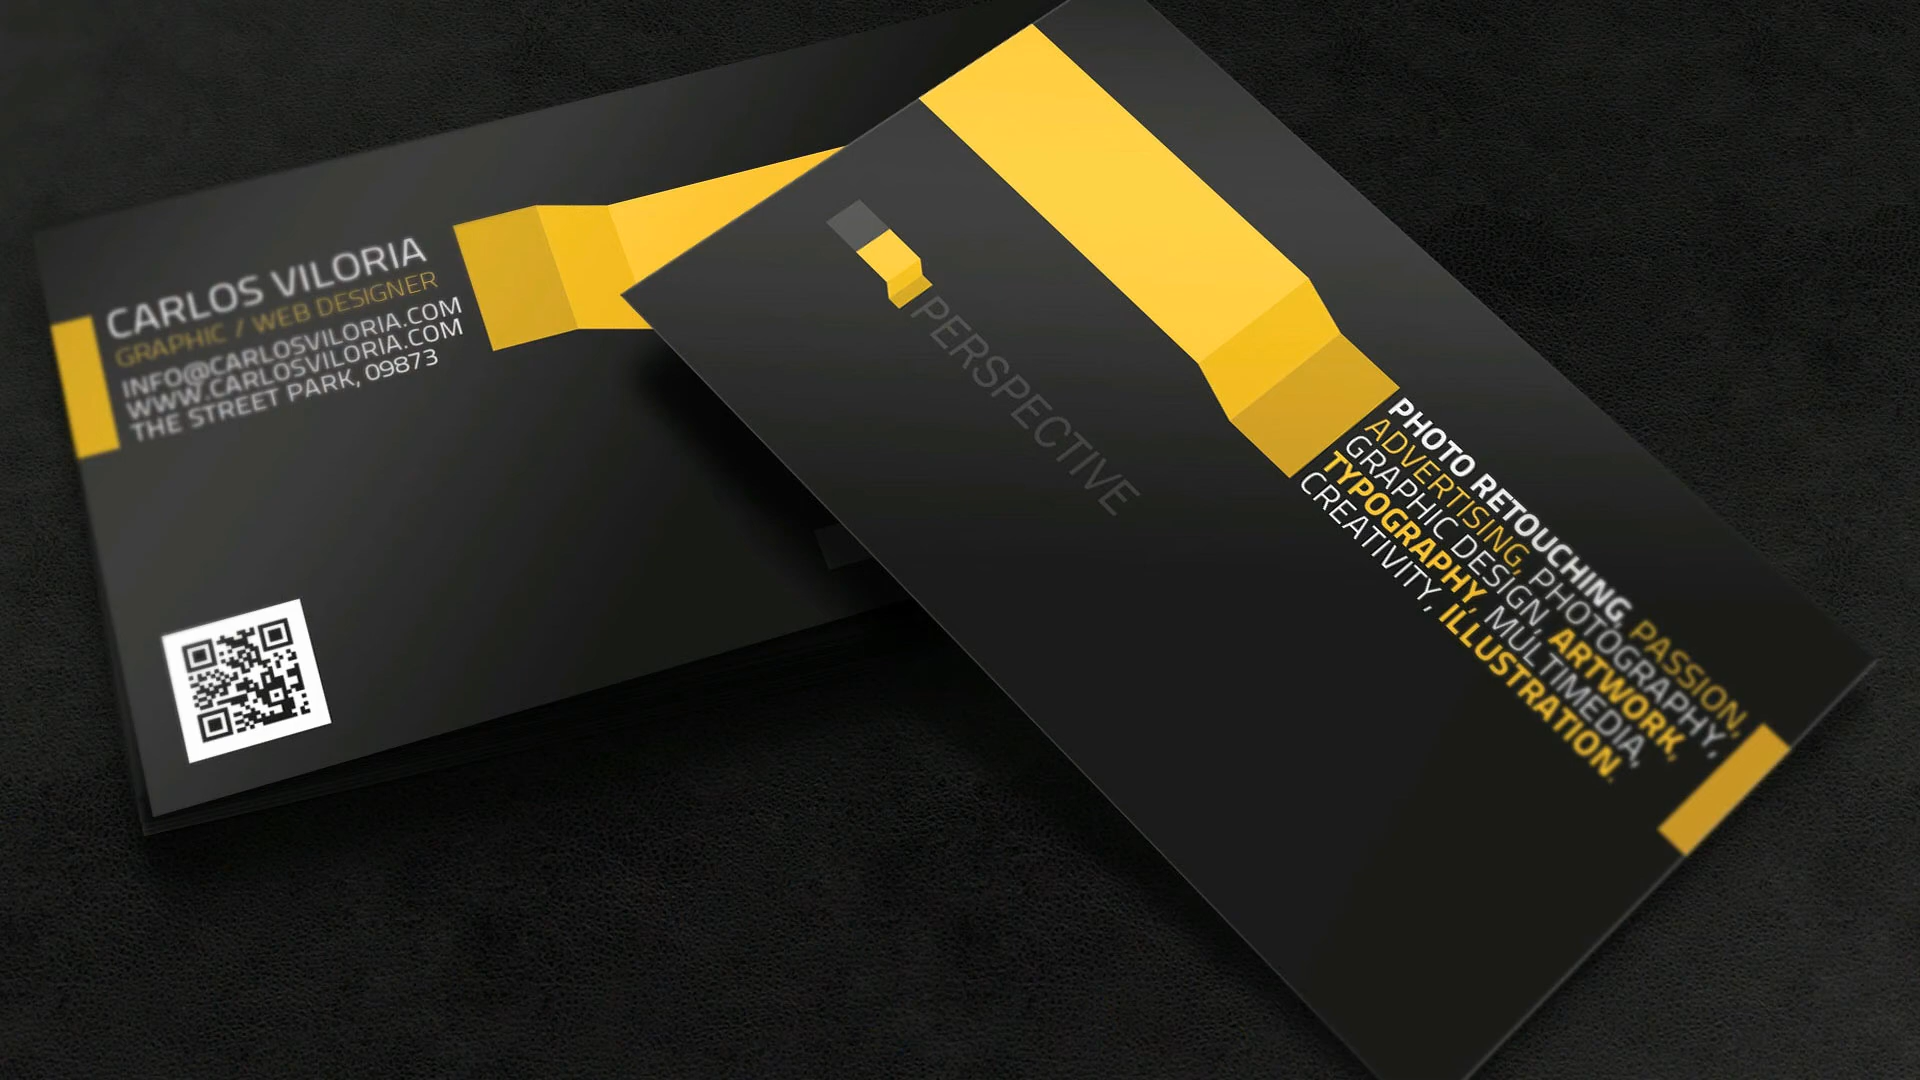 CARLOS VILORIA
GRAPHIC / WEB DESIGNER
INFO@CARLOSVILORIA.COM
WWW.CARLOSVILORIA.COM
THE STREET PARK, 09873
PERSPECTIVE
PHOTO RETOUCHING, PASSION,
ADVERTISING, PHOTOGRAPHY,
GRAPHIC DESIGN, ARTWORK,
TYPOGRAPHY, MULTIMEDIA,
CREATIVITY, ILLUSTRATION.